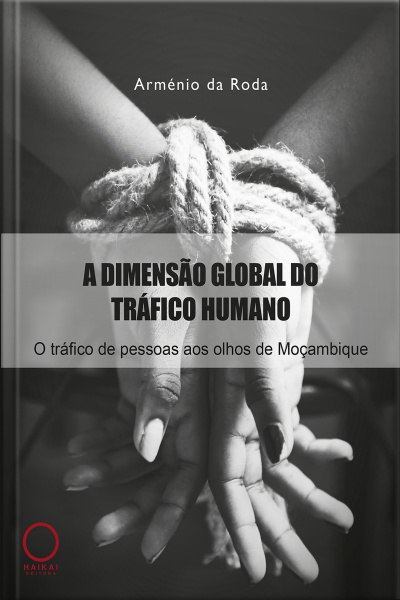 Arménio da Roda
A DIMENSÃO GLOBAL DO
TRÁFICO HUMANO
O tráfico de pessoas aos olhos de Moçambique
HAIKAI
EDITORA